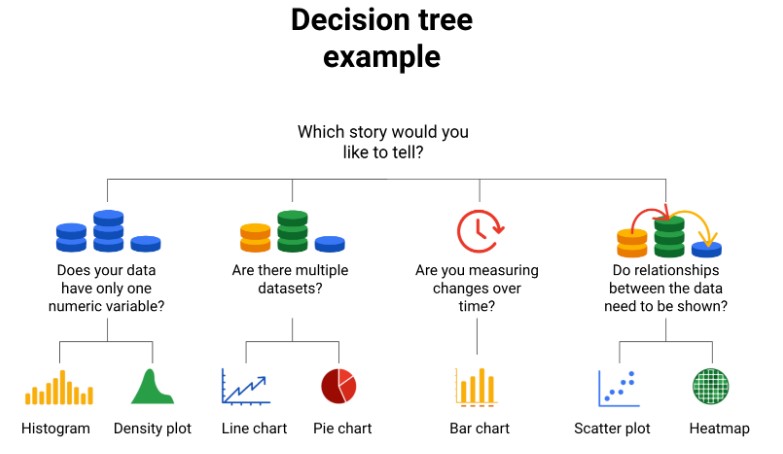 Decision tree
example
Which story would you
like to tell?
Does your data
have only one
numeric variable?
Are there multiple
datasets?
Are you measuring
changes over
time?
Do relationships
between the data
need to be shown?
Histogram
Density plot
Line chart
Pie chart
Bar chart
Scatter plot
Heatmap